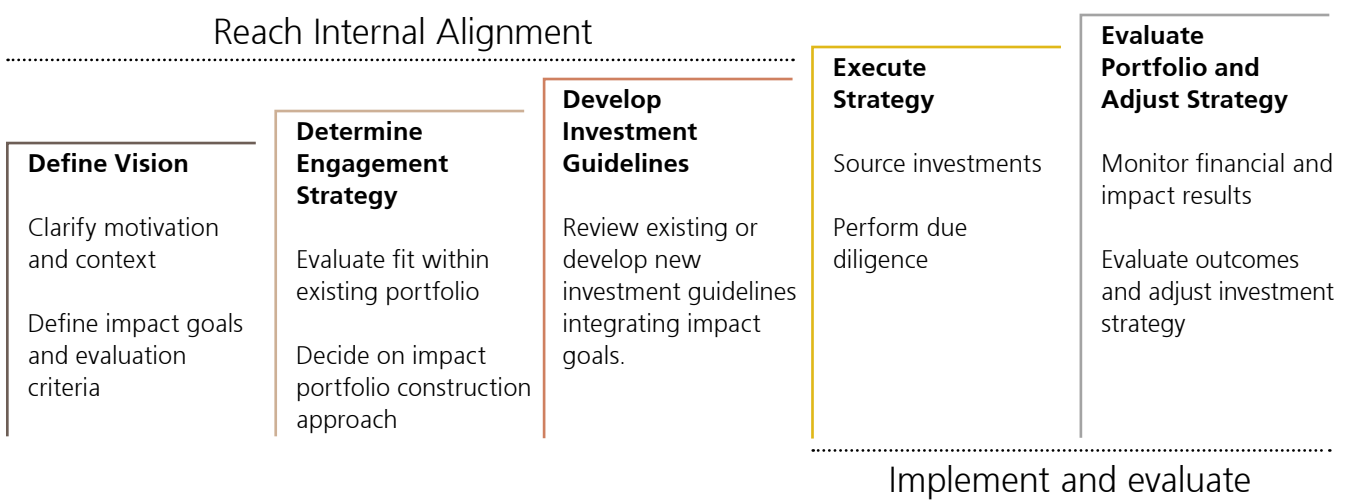 Reach Internal Alignment
Define Vision
Clarify motivation
and context
Define impact goals
and evaluation
criteria
Determine
Engagement
Strategy
Evaluate fit within
existing portfolio
Decide on impact
portfolio construction
approach
Develop
Investment
Guidelines
Review existing or
develop new
investment guidelines
integrating impact
goals.
Execute
Strategy
Source investments
Perform due
diligence
Evaluate
Portfolio and
Adjust Strategy
Monitor financial and
impact results
Evaluate outcomes
and adjust investment
strategy
Implement and evaluate